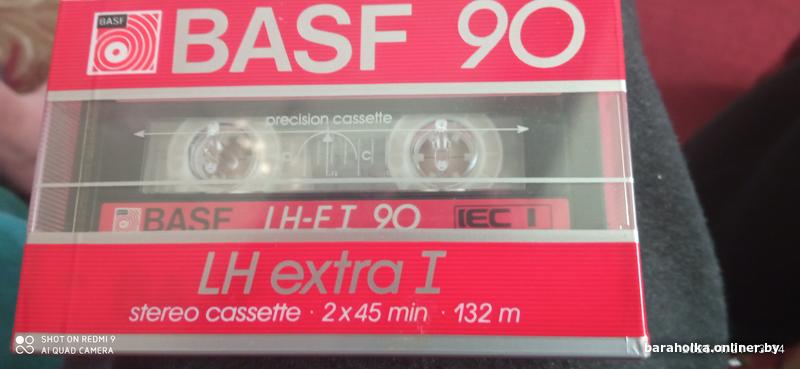 BASF
BASF 90
precision cassette
BASF LH-E I 90 IEC I
LH extra I
stereo cassette · 2 x 45 min · 132 m
SHOT ON REDMI 9
AI QUAD CAMERA
baraholka.onliner.by